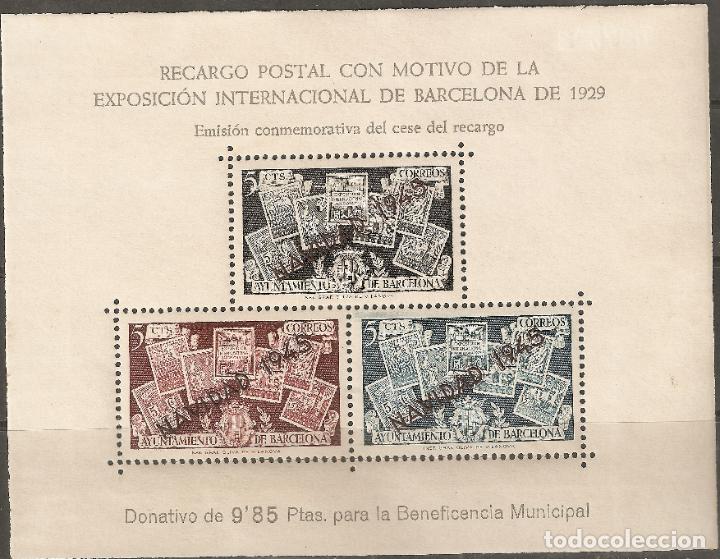 RECARGO POSTAL CON MOTIVO DE LA
EXPOSICIÓN INTERNACIONAL DE BARCELONA DE 1929
Emisión conmemorativa del cese del recargo
5 CTS CORREOS
NAVIDAD 1945
AYUNTAMIENTO DE BARCELONA
5 CTS CORREOS
NAVIDAD 1945
AYUNTAMIENTO DE BARCELONA
5 CTS CORREOS
NAVIDAD 1945
AYUNTAMIENTO DE BARCELONA
Donativo de 9'85 Ptas. para la Beneficencia Municipal
todocoleccion